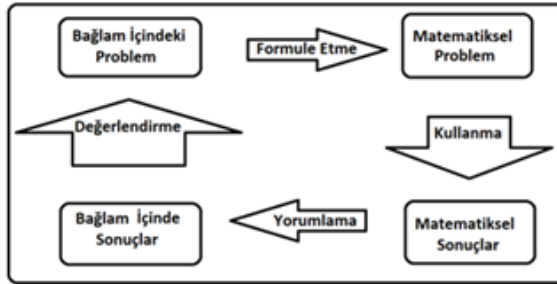 Bağlam İçindeki
Problem
Formule Etme
Matematiksel
Problem
Değerlendirme
Kullanma
Bağlam İçinde
Sonuçlar
Yorumlama
Matematiksel
Sonuçlar